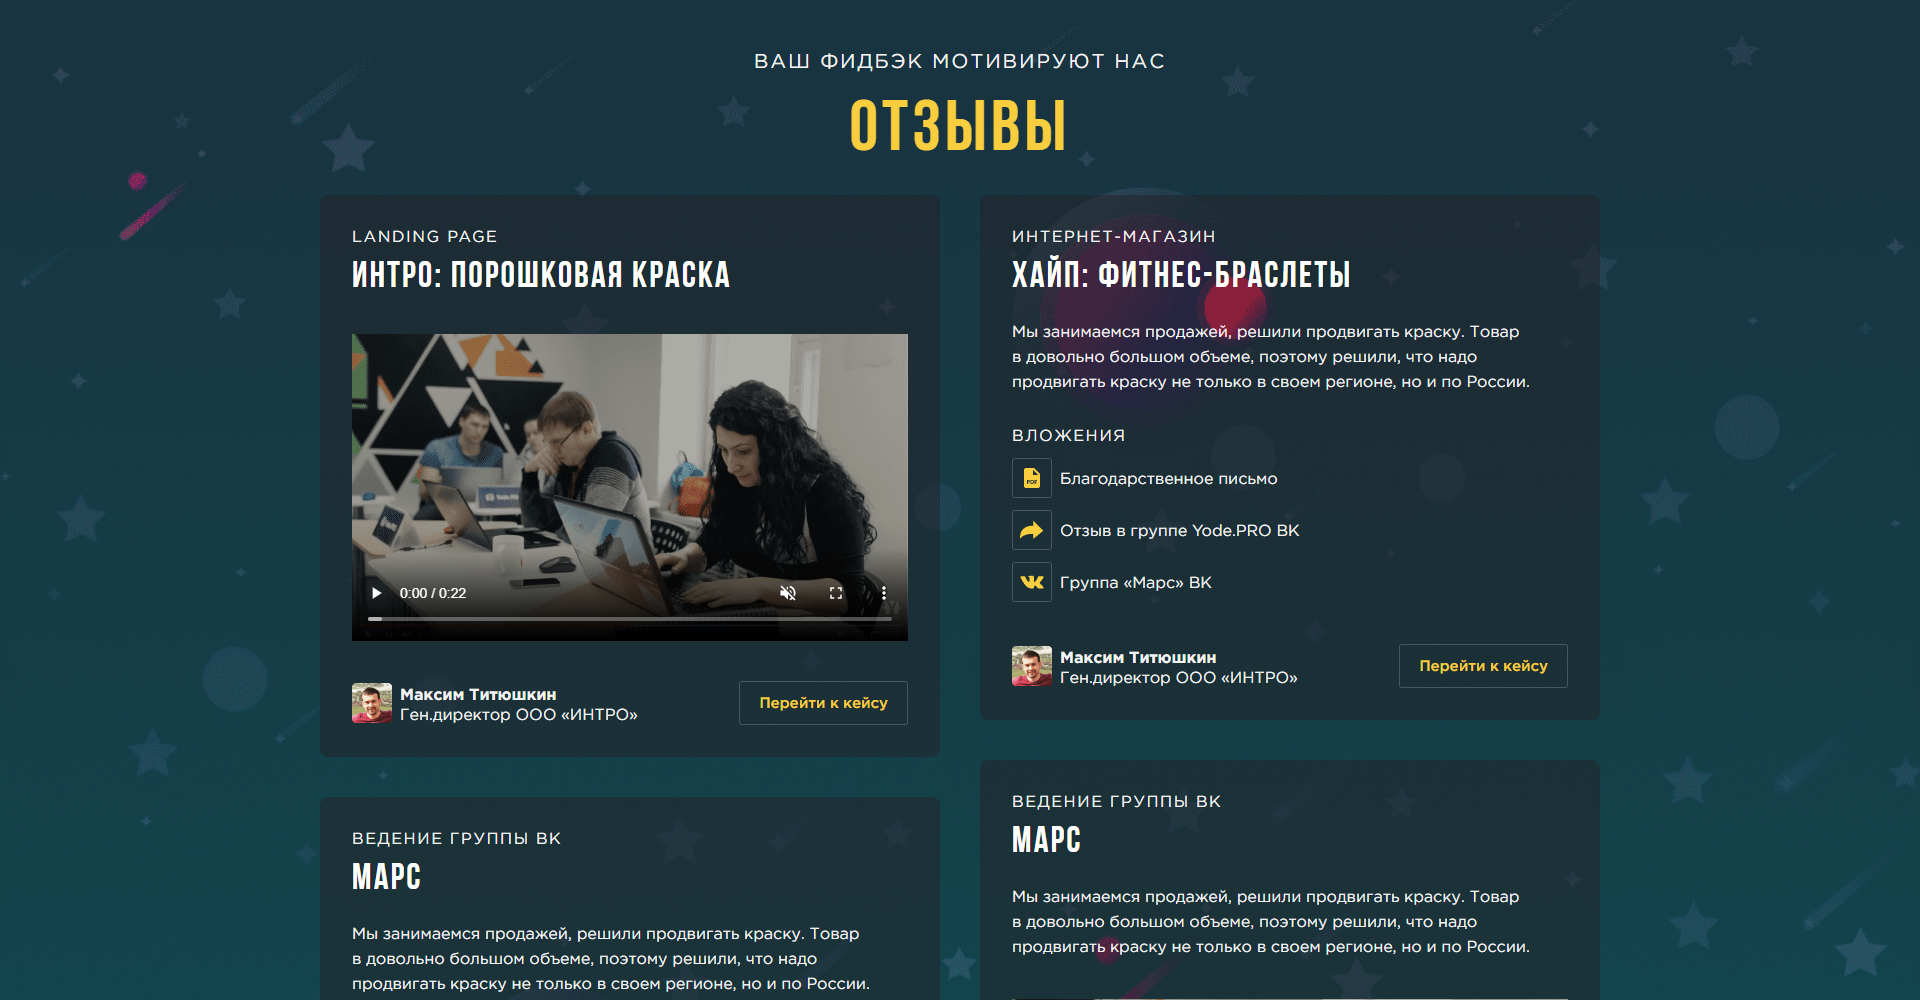 ВАШ ФИДБЭК МОТИВИРУЮТ НАС
ОТЗЫВЫ
LANDING PAGE
ИНТРО: ПОРОШКОВАЯ КРАСКА
0:00 / 0:22
Максим Титюшкин
Ген.директор ООО «ИНТРО»
Перейти к кейсу
ИНТЕРНЕТ-МАГАЗИН
ХАЙП: ФИТНЕС-БРАСЛЕТЫ
Мы занимаемся продажей, решили продвигать краску. Товар
в довольно большом объеме, поэтому решили, что надо
продвигать краску не только в своем регионе, но и по России.
ВЛОЖЕНИЯ
PDF
Благодарственное письмо
Отзыв в группе Yode.PRO ВК
Группа «Марс» ВК
Максим Титюшкин
Ген.директор ООО «ИНТРО»
Перейти к кейсу
ВЕДЕНИЕ ГРУППЫ ВК
МАРС
Мы занимаемся продажей, решили продвигать краску. Товар
в довольно большом объеме, поэтому решили, что надо
продвигать краску не только в своем регионе, но и по России.
ВЕДЕНИЕ ГРУППЫ ВК
МАРС
Мы занимаемся продажей, решили продвигать краску. Товар
в довольно большом объеме, поэтому решили, что надо
продвигать краску не только в своем регионе, но и по России.